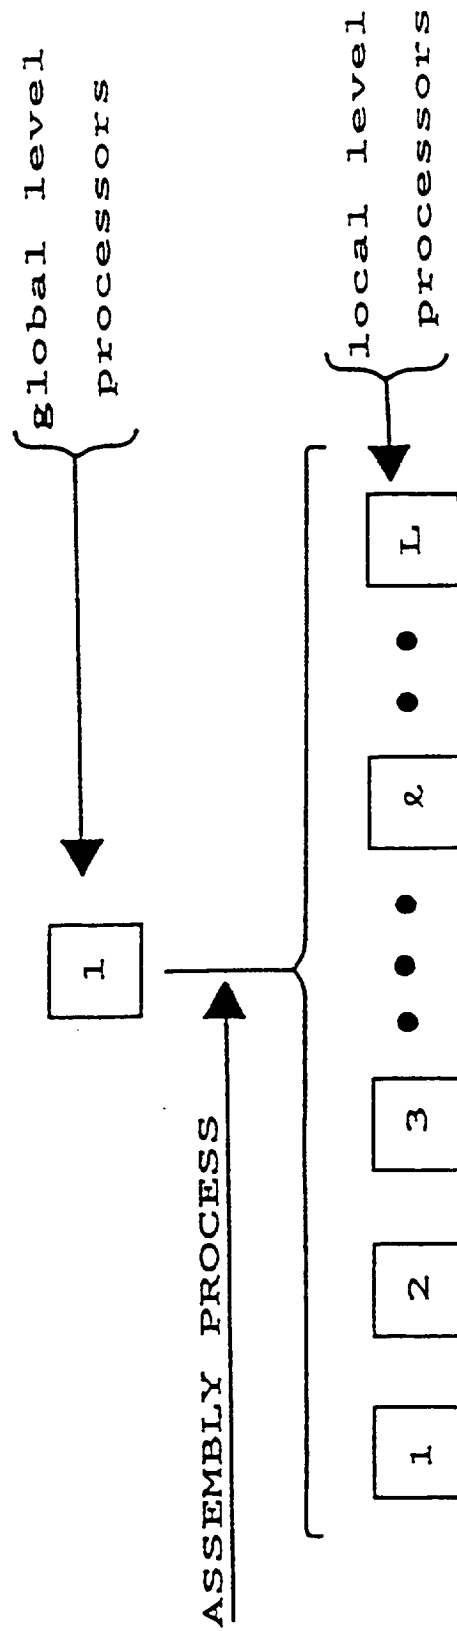 global level
processors
1
ASSEMBLY PROCESS
local level
processors
1 2 3 ℓ L